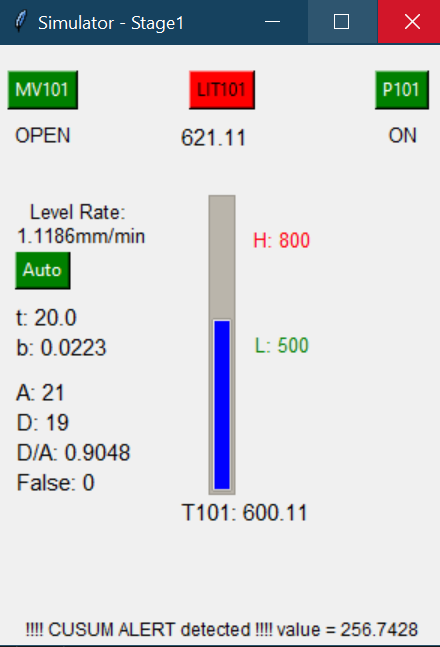 Simulator - Stage1
MV101 LIT101 P101
OPEN 621.11 ON
Level Rate:
1.1186mm/min
H: 800
Auto
t: 20.0
b: 0.0223
L: 500
A: 21
D: 19
D/A: 0.9048
False: 0
T101: 600.11
!!!! CUSUM ALERT detected !!!! value = 256.7428